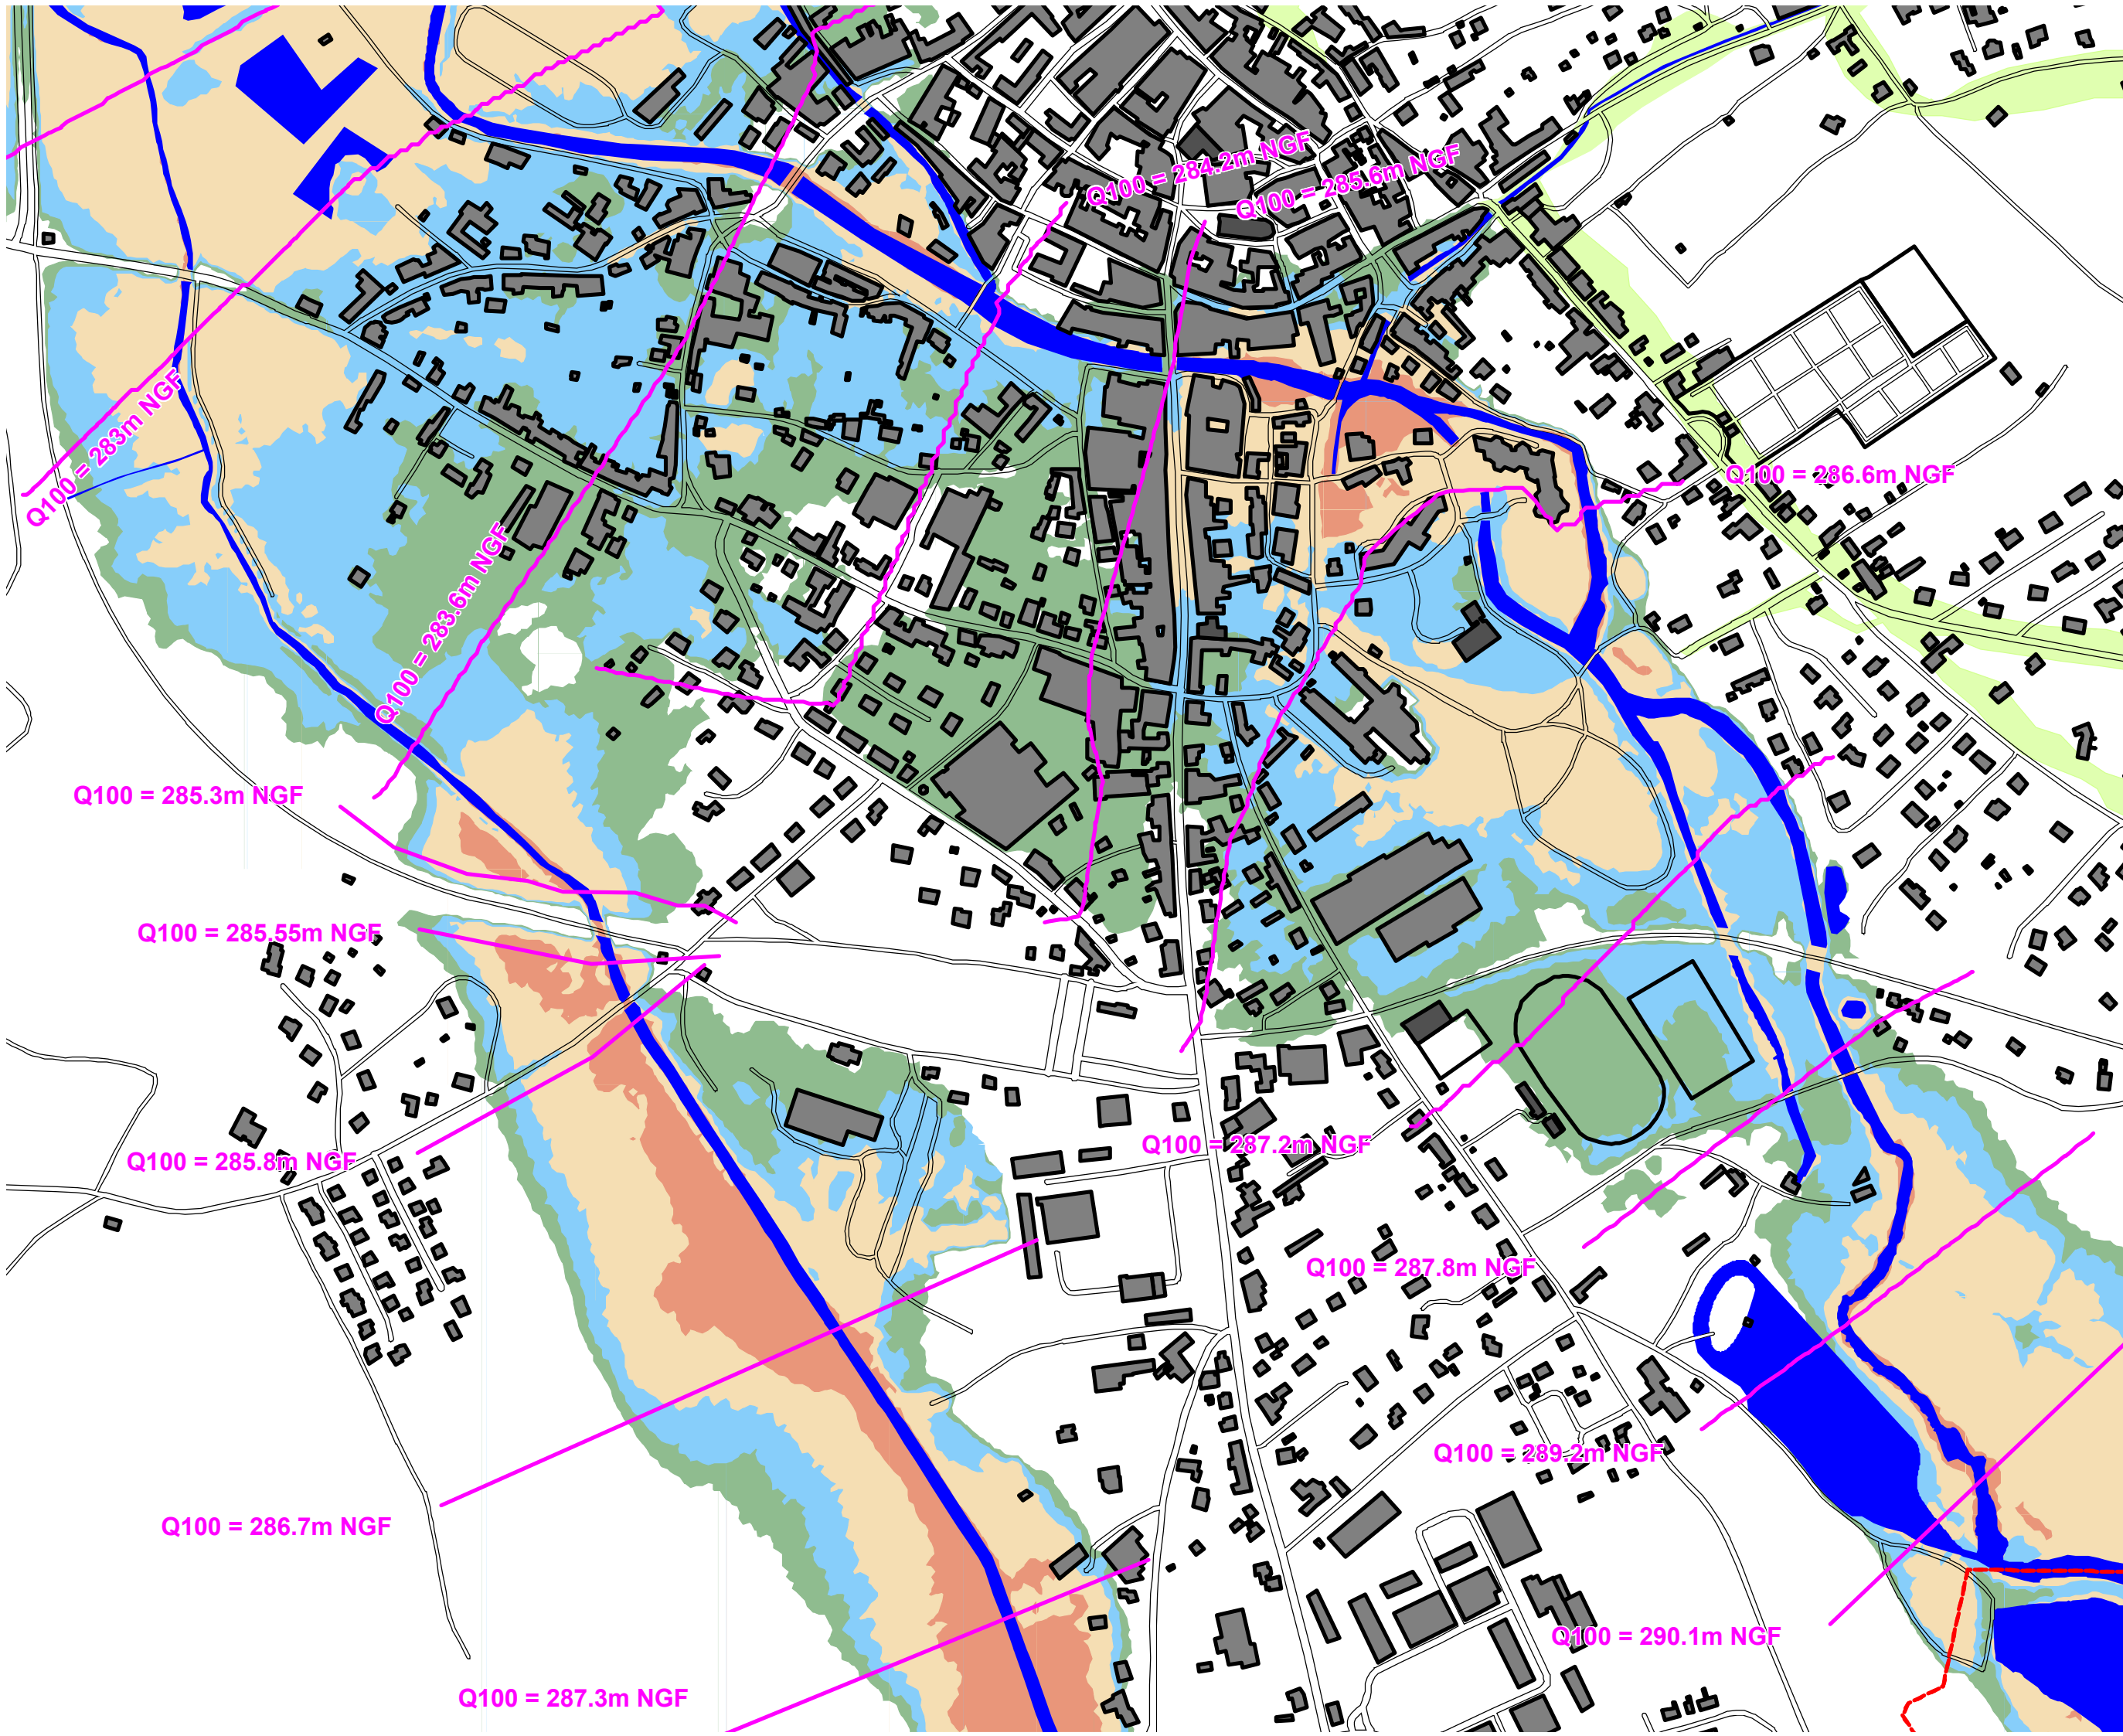 Q100 = 284.2m NGF
Q100 = 285.6m NGF
Q100 = 283m NGF
Q100 = 286.6m NGF
Q100 = 283.6m NGF
Q100 = 285.3m NGF
Q100 = 285.55m NGF
Q100 = 287.2m NGF
Q100 = 285.8m NGF
Q100 = 287.8m NGF
Q100 = 289.2m NGF
Q100 = 286.7m NGF
Q100 = 290.1m NGF
Q100 = 287.3m NGF